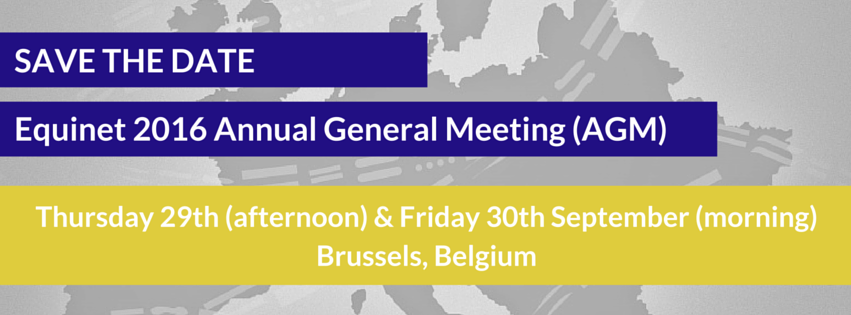 SAVE THE DATE
Equinet 2016 Annual General Meeting (AGM)
Thursday 29th (afternoon) & Friday 30th September (morning)
Brussels, Belgium